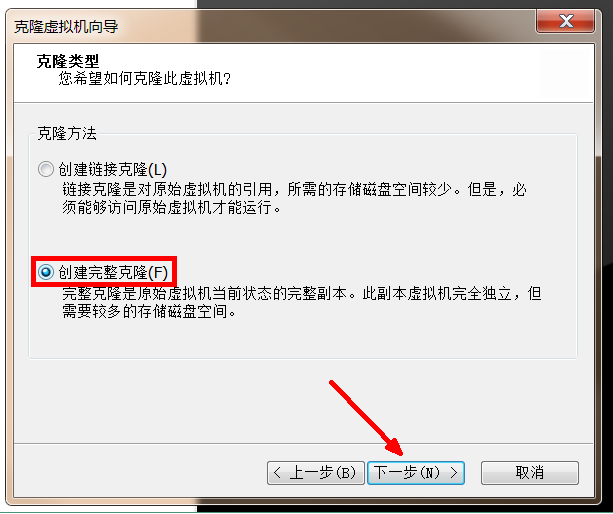 克隆虚拟机向导
克隆类型
您希望如何克隆此虚拟机?
克隆方法
创建链接克隆(L)
链接克隆是对原始虚拟机的引用，所需的存储磁盘空间较少。但是，必
须能够访问原始虚拟机才能运行。
创建完整克隆(F)
完整克隆是原始虚拟机当前状态的完整副本。此副本虚拟机完全独立，但
需要较多的存储磁盘空间。
< 上一步(B) 下一步(N) > 取消